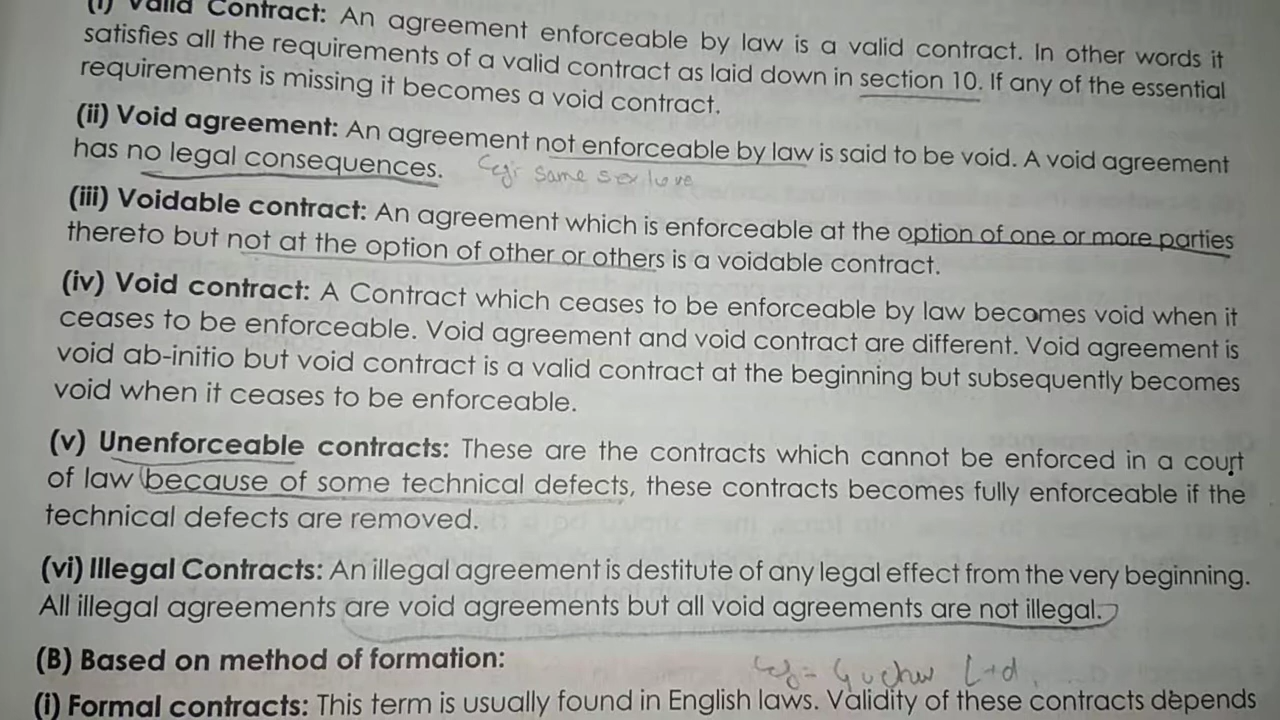 (i) Valid Contract: An agreement enforceable by law is a valid contract. In other words it
satisfies all the requirements of a valid contract as laid down in section 10. If any of the essential
requirements is missing it becomes a void contract.
(ii) Void agreement: An agreement not enforceable by law is said to be void. A void agreement
has no legal consequences. Eg: same sex love
(iii) Voidable contract: An agreement which is enforceable at the option of one or more parties
thereto but not at the option of other or others is a voidable contract.
(iv) Void contract: A Contract which ceases to be enforceable by law becomes void when it
ceases to be enforceable. Void agreement and void contract are different. Void agreement is
void ab-initio but void contract is a valid contract at the beginning but subsequently becomes
void when it ceases to be enforceable.
(v) Unenforceable contracts: These are the contracts which cannot be enforced in a court
of law because of some technical defects, these contracts becomes fully enforceable if the
technical defects are removed.
(vi) Illegal Contracts: An illegal agreement is destitute of any legal effect from the very beginning.
All illegal agreements are void agreements but all void agreements are not illegal.
(B) Based on method of formation:
Ltd.
(i) Formal contracts: This term is usually found in English laws. Validity of these contracts depends